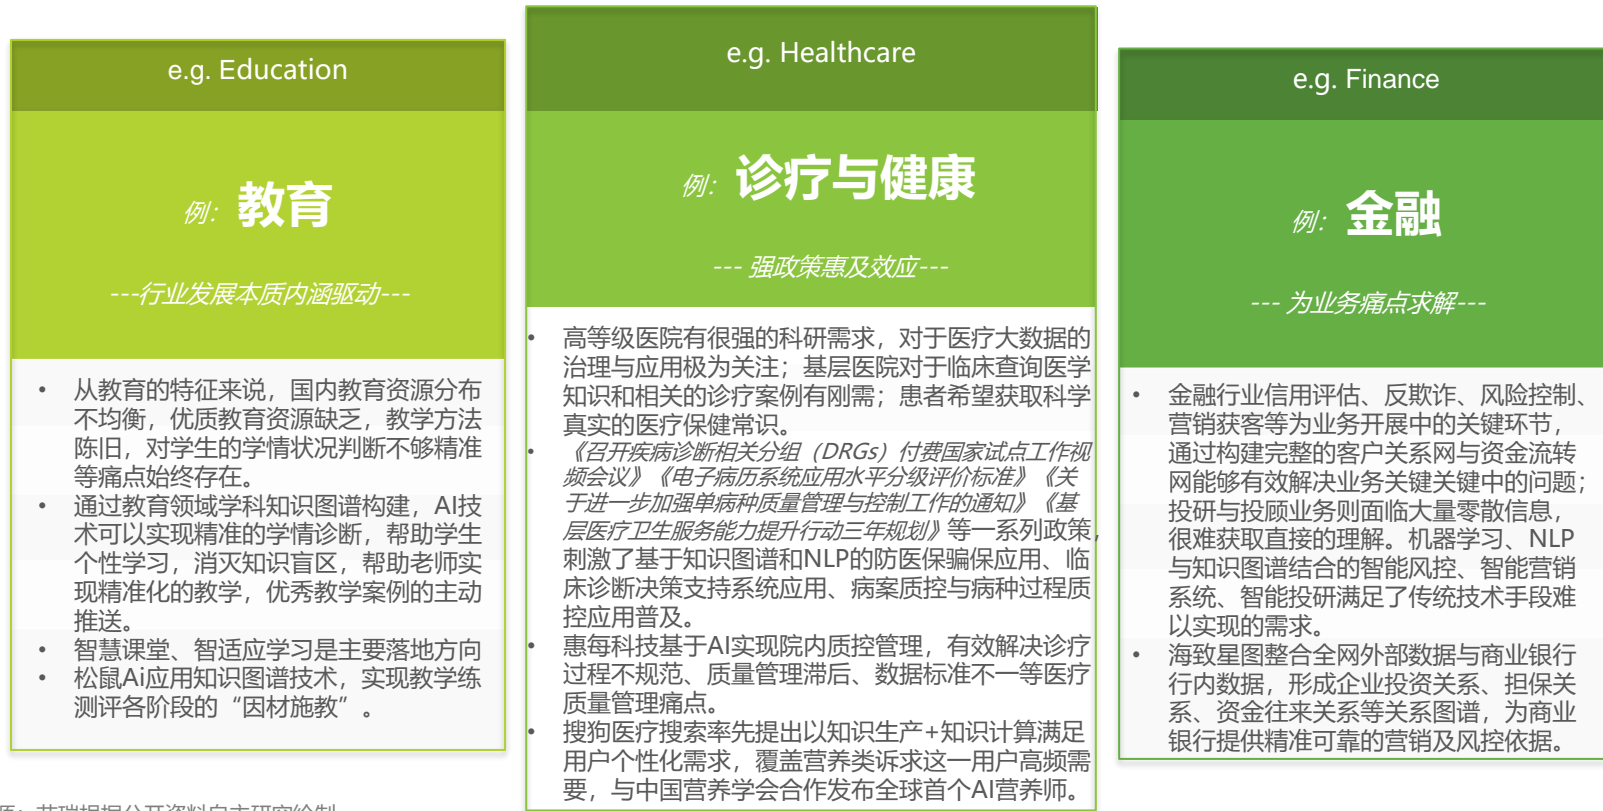 e.g. Education
例：教育
---行业发展本质内涵驱动---
• 从教育的特征来说，国内教育资源分布
不均衡，优质教育资源缺乏，教学方法
陈旧，对学生的学情状况判断不够精准
等痛点始终存在。
• 通过教育领域学科知识图谱构建，AI技
术可以实现精准的学情诊断，帮助学生
个性学习，消灭知识盲区，帮助老师实
现精准化的教学，优秀教学案例的主动
推送。
• 智慧课堂、智适应学习是主要落地方向
• 松鼠Ai应用知识图谱技术，实现教学练
测评各阶段的“因材施教”。
e.g. Healthcare
例：诊疗与健康
--- 强政策惠及效应---
• 高等级医院有很强的科研需求，对于医疗大数据的
治理与应用极为关注；基层医院对于临床查询医学
知识和相关的诊疗案例有刚需；患者希望获取科学
真实的医疗保健常识。
• 《召开疾病诊断相关分组（DRGs）付费国家试点工作视
频会议》《电子病历系统应用水平分级评价标准》《关
于进一步加强单病种质量管理与控制工作的通知》《基
层医疗卫生服务能力提升行动三年规划》等一系列政策，
刺激了基于知识图谱和NLP的防医保骗保应用、临
床诊断决策支持系统应用、病案质控与病种过程质
控应用普及。
• 惠每科技基于AI实现院内质控管理，有效解决诊疗
过程不规范、质量管理滞后、数据标准不一等医疗
质量管理痛点。
• 搜狗医疗搜索率先提出以知识生产+知识计算满足
用户个性化需求，覆盖营养类诉求这一用户高频需
要，与中国营养学会合作发布全球首个AI营养师。
e.g. Finance
例：金融
--- 为业务痛点求解---
• 金融行业信用评估、反欺诈、风险控制、
营销获客等为业务开展中的关键环节，
通过构建完整的客户关系网与资金流转
网能够有效解决业务关键关键中的问题；
投研与投顾业务则面临大量零散信息，
很难获取直接的理解。机器学习、NLP
与知识图谱结合的智能风控、智能营销
系统、智能投研满足了传统技术手段难
以实现的需求。
• 海致星图整合全网外部数据与商业银行
行内数据，形成企业投资关系、担保关
系、资金往来关系等关系图谱，为商业
银行提供精准可靠的营销及风控依据。